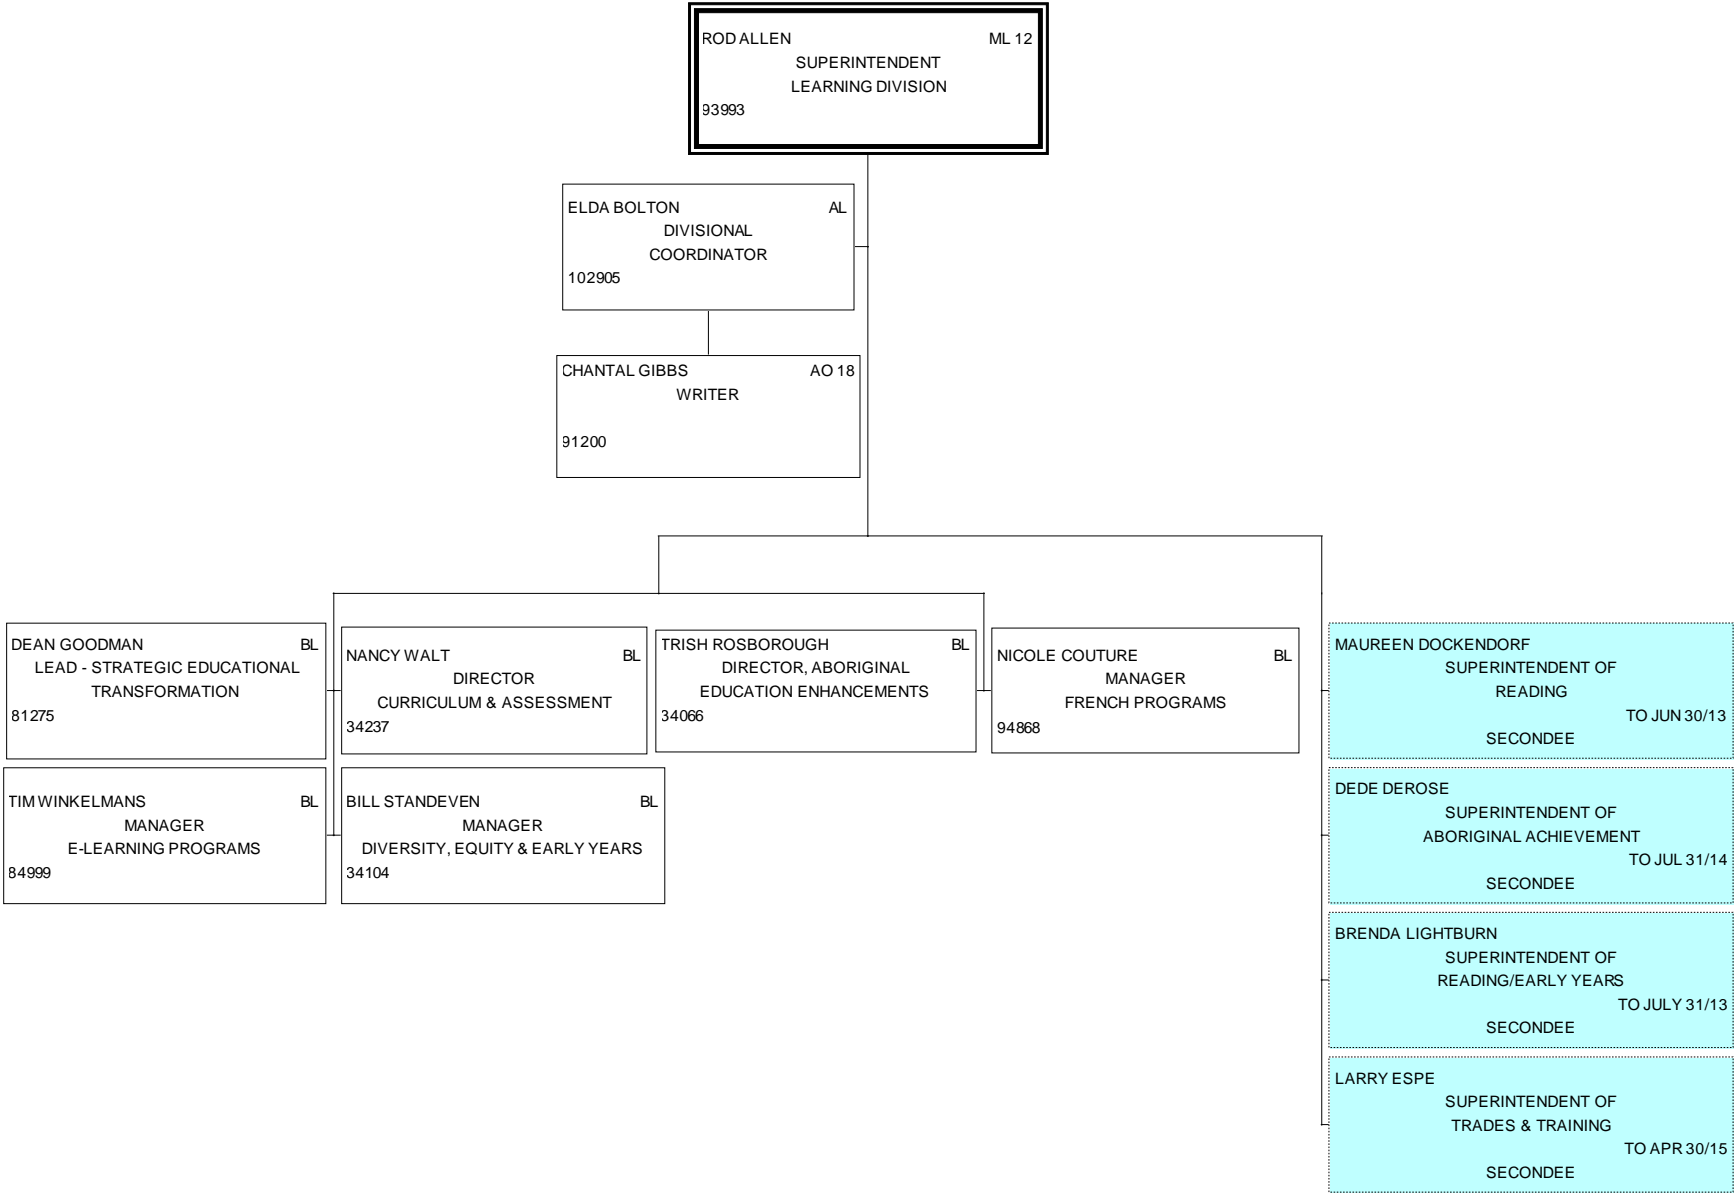 ROD ALLEN ML 12
SUPERINTENDENT
LEARNING DIVISION
93993
ELDA BOLTON AL
DIVISIONAL
COORDINATOR
102905
CHANTAL GIBBS AO 18
WRITER
91200
DEAN GOODMAN BL
LEAD - STRATEGIC EDUCATIONAL
TRANSFORMATION
81275
NANCY WALT BL
DIRECTOR
CURRICULUM & ASSESSMENT
34237
TRISH ROSBOROUGH BL
DIRECTOR, ABORIGINAL
EDUCATION ENHANCEMENTS
34066
NICOLE COUTURE BL
MANAGER
FRENCH PROGRAMS
94868
TIM WINKELMANS BL
MANAGER
E-LEARNING PROGRAMS
84999
BILL STANDEVEN BL
MANAGER
DIVERSITY, EQUITY & EARLY YEARS
34104
MAUREEN DOCKENDORF
SUPERINTENDENT OF
READING
TO JUN 30/13
SECONDEE
DEDE DEROSE
SUPERINTENDENT OF
ABORIGINAL ACHIEVEMENT
TO JUL 31/14
SECONDEE
BRENDA LIGHTBURN
SUPERINTENDENT OF
READING/EARLY YEARS
TO JULY 31/13
SECONDEE
LARRY ESPE
SUPERINTENDENT OF
TRADES & TRAINING
TO APR 30/15
SECONDEE